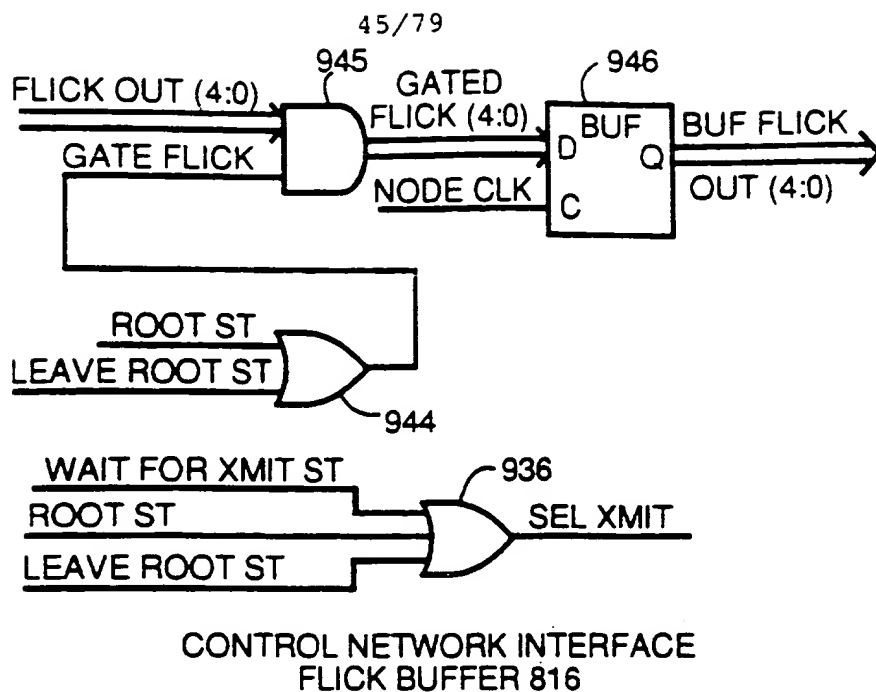 45/79
945
946
FLICK OUT (4:0)
GATED
FLICK (4:0)
BUF
D
Q
BUF FLICK
OUT (4:0)
GATE FLICK
NODE CLK
C
ROOT ST
LEAVE ROOT ST
944
WAIT FOR XMIT ST
936
ROOT ST
SEL XMIT
LEAVE ROOT ST
CONTROL NETWORK INTERFACE
FLICK BUFFER 816